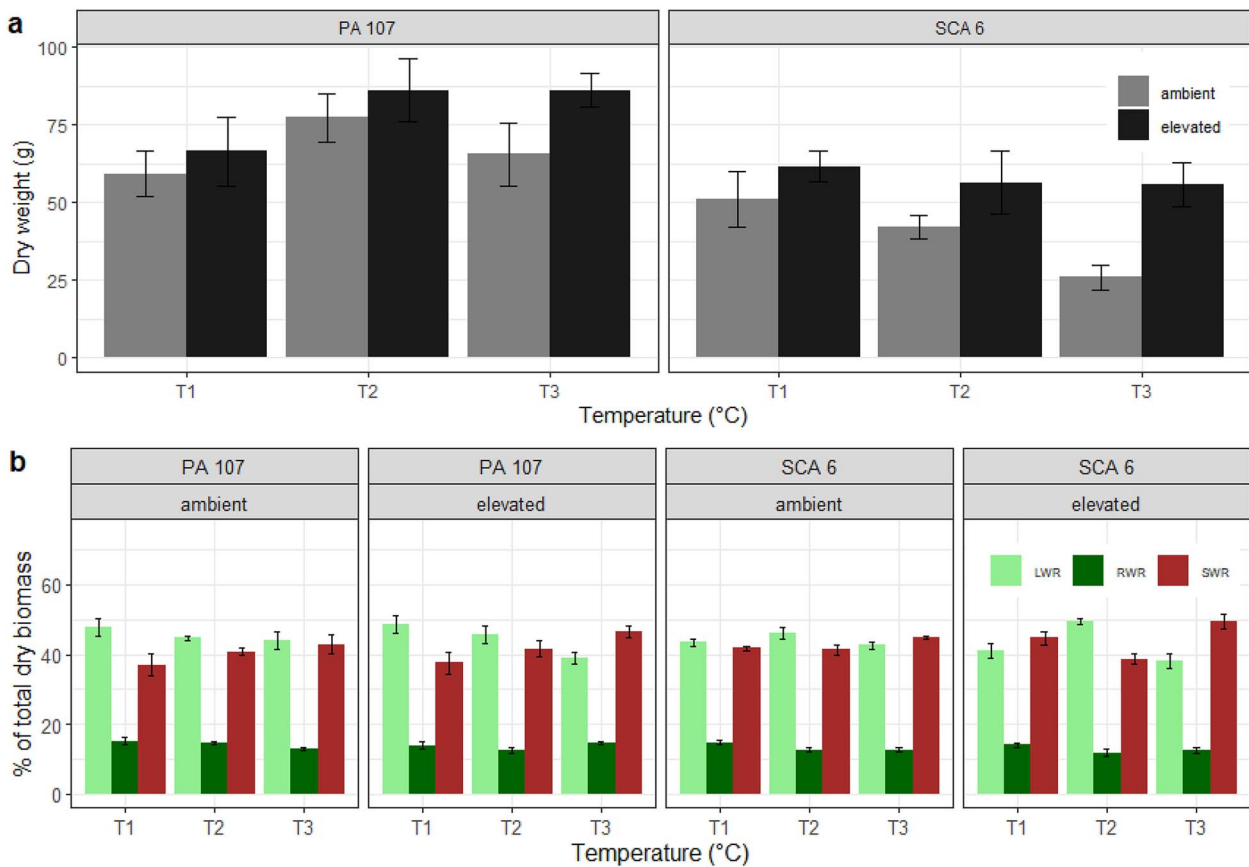 a
PA 107
SCA 6
100
75
50
25
0
Dry weight (g)
ambient
elevated
T1
T2
T3
T1
T2
T3
Temperature (°C)
b
PA 107
PA 107
SCA 6
SCA 6
ambient
elevated
ambient
elevated
60
40
20
0
% of total dry biomass
LWR
RWR
SWR
T1
T2
T3
T1
T2
T3
T1
T2
T3
T1
T2
T3
Temperature (°C)